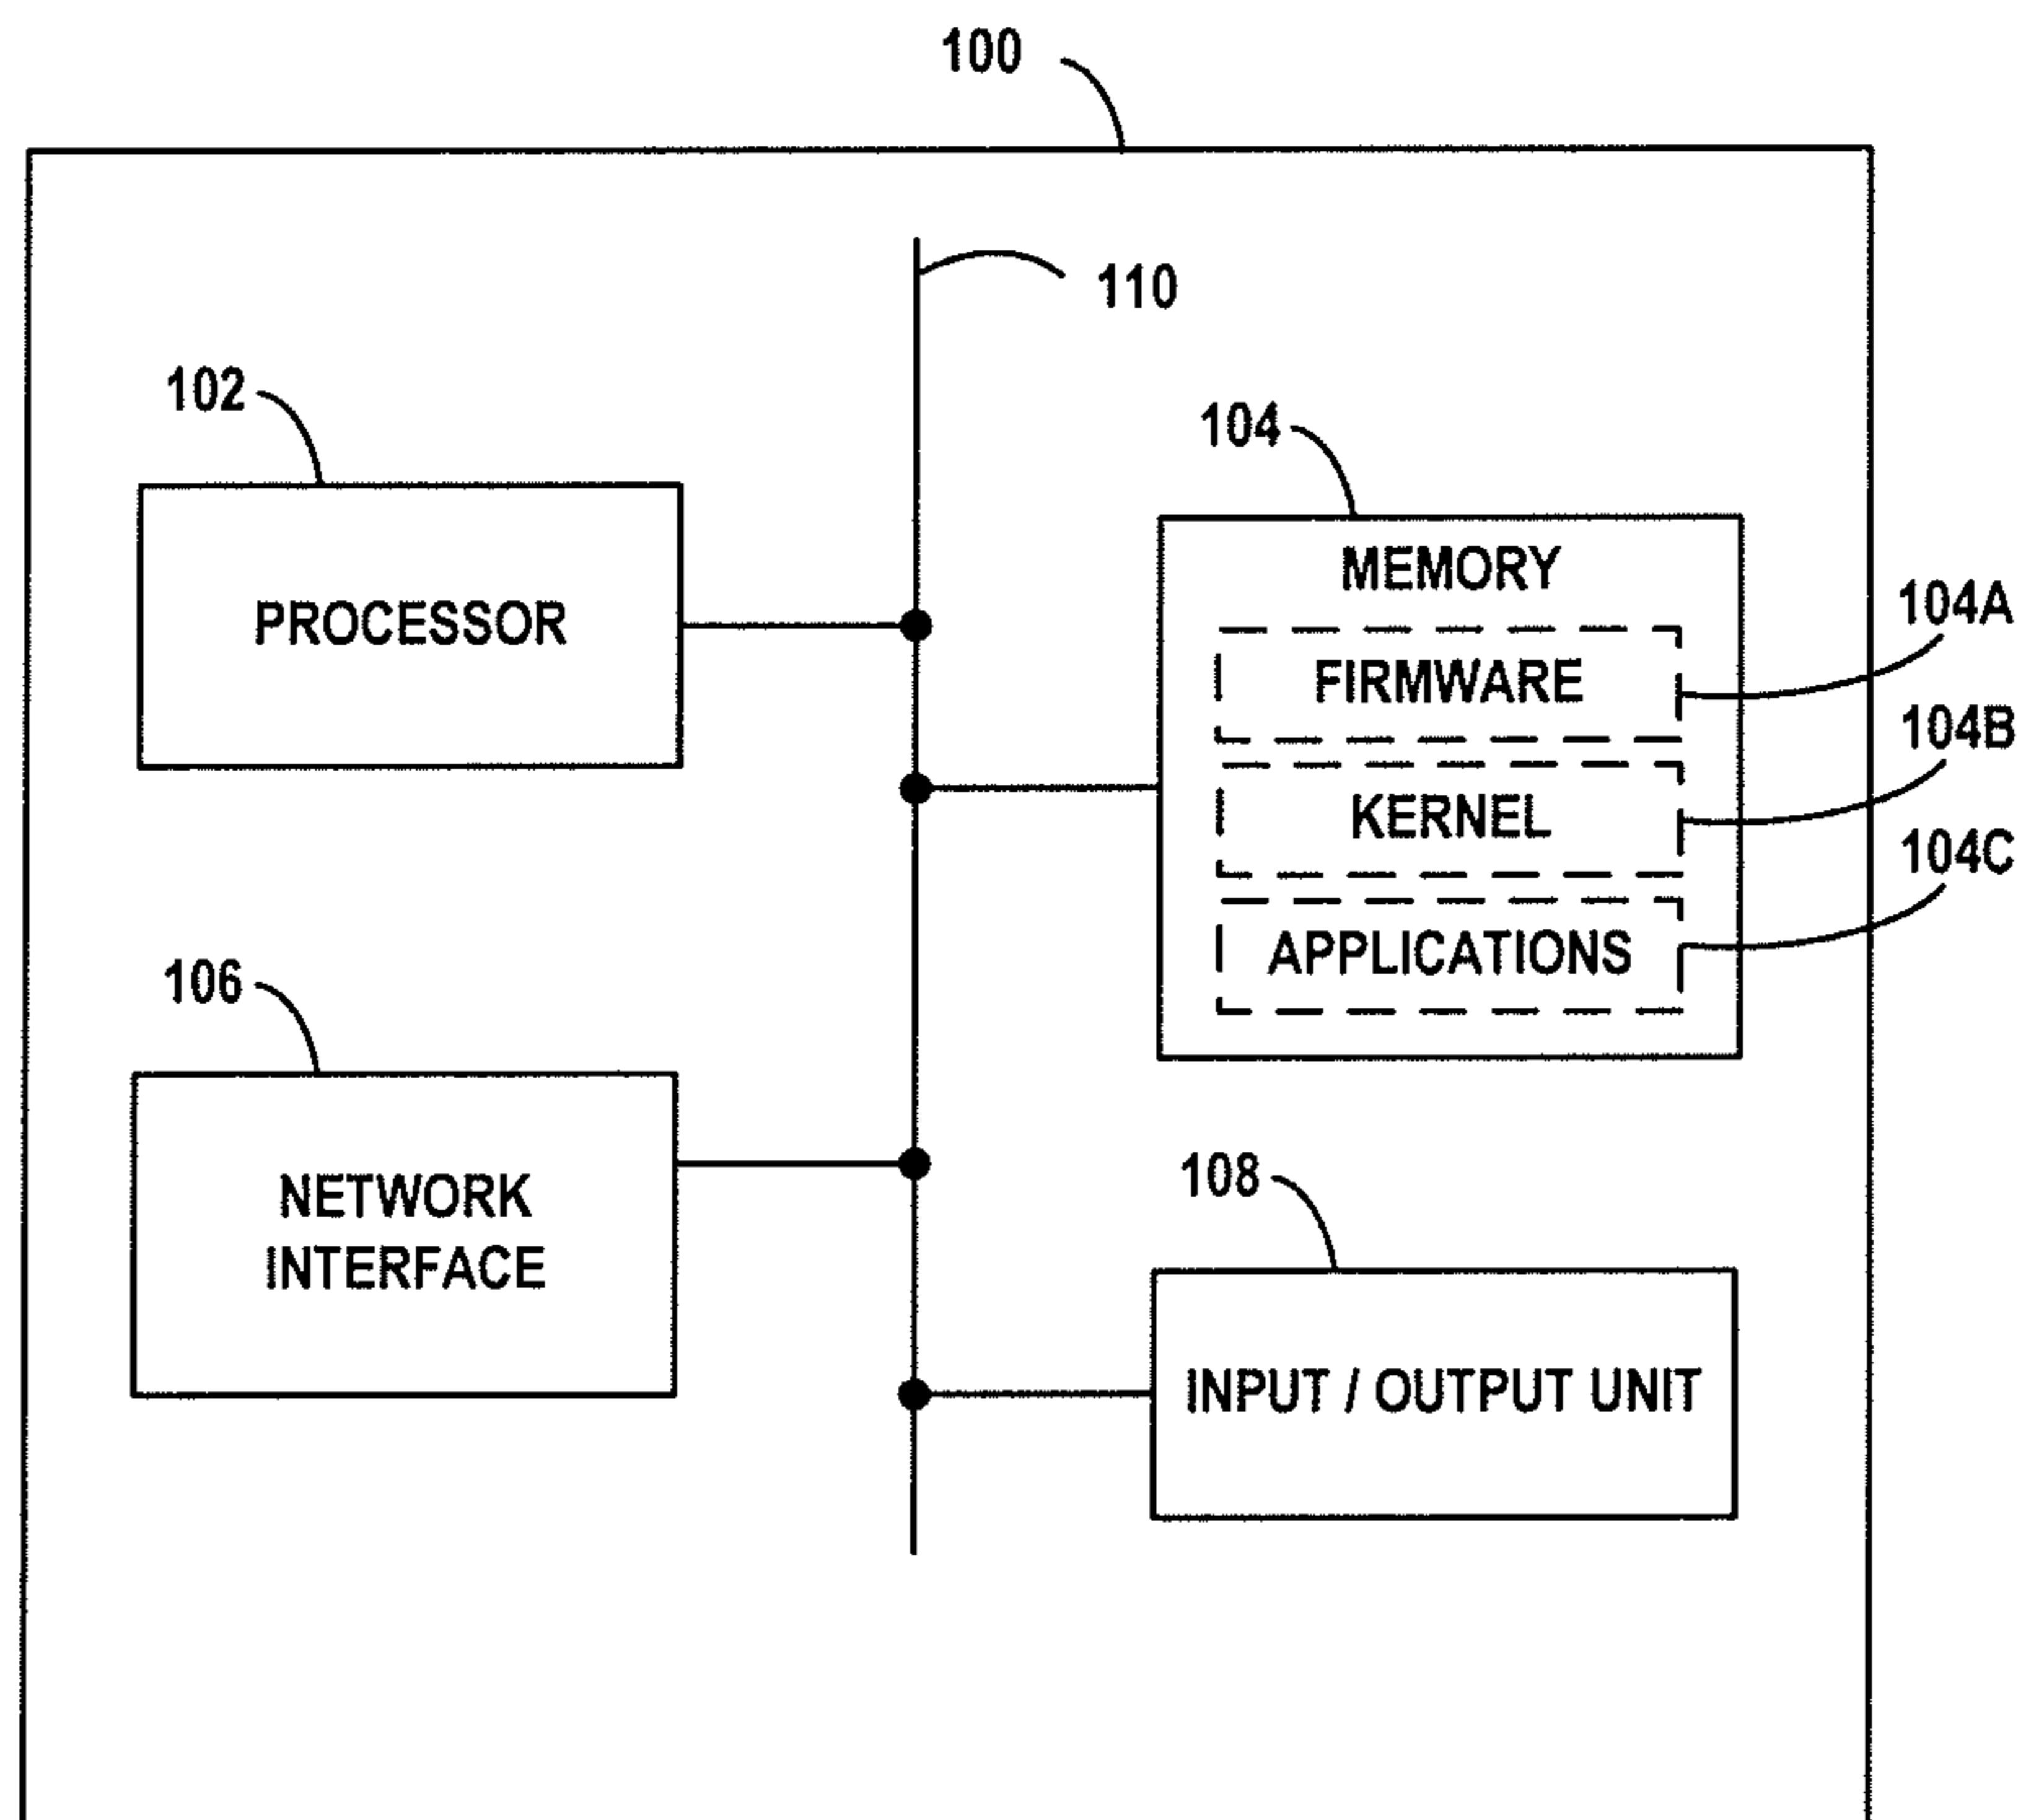 100
110
102
104
PROCESSOR
MEMORY
104A
FIRMWARE
104B
KERNEL
104C
APPLICATIONS
106
NETWORK
INTERFACE
108
INPUT / OUTPUT UNIT